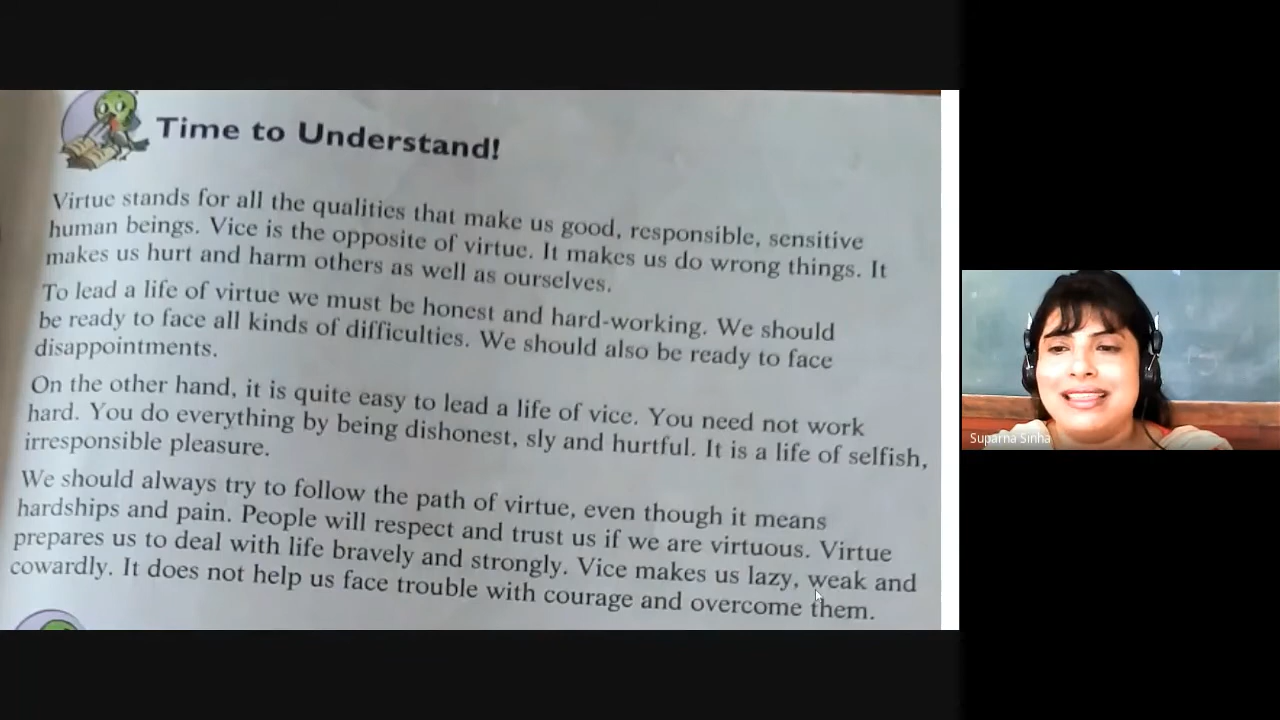 Time to Understand!
Virtue stands for all the qualities that make us good, responsible, sensitive
human beings. Vice is the opposite of virtue. It makes us do wrong things. It
makes us hurt and harm others as well as ourselves.
To lead a life of virtue we must be honest and hard-working. We should
be ready to face all kinds of difficulties. We should also be ready to face
disappointments.
On the other hand, it is quite easy to lead a life of vice. You need not work
hard. You do everything by being dishonest, sly and hurtful. It is a life of selfish,
irresponsible pleasure.
We should always try to follow the path of virtue, even though it means
hardships and pain. People will respect and trust us if we are virtuous. Virtue
prepares us to deal with life bravely and strongly. Vice makes us lazy, weak and
cowardly. It does not help us face trouble with courage and overcome them.
Suparna Sinha